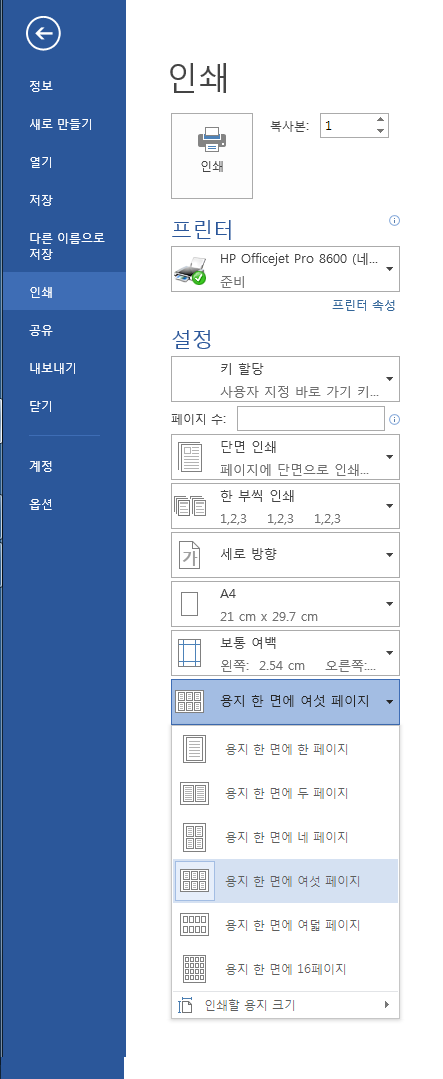 정보
새로 만들기
열기
저장
다른 이름으로
저장
인쇄
공유
내보내기
닫기
계정
옵션
인쇄
인쇄
복사본:
1
프린터
HP Officejet Pro 8600 (네...
준비
프린터 속성
설정
키 할당
사용자 지정 바로 가기 키...
페이지 수:
단면 인쇄
페이지에 단면으로 인쇄...
한 부씩 인쇄
1,2,3 1,2,3 1,2,3
가
세로 방향
A4
21 cm x 29.7 cm
보통 여백
왼쪽: 2.54 cm 오른쪽:...
용지 한 면에 여섯 페이지
용지 한 면에 한 페이지
용지 한 면에 두 페이지
용지 한 면에 네 페이지
용지 한 면에 여섯 페이지
용지 한 면에 여덟 페이지
용지 한 면에 16페이지
인쇄할 용지 크기